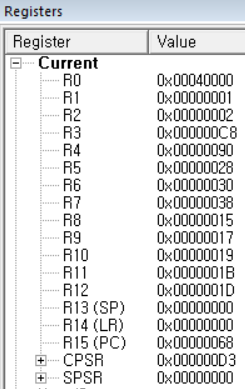 Registers
Register Value
Current
R0 0x00040000
R1 0x00000001
R2 0x00000002
R3 0x000000C8
R4 0x00000090
R5 0x00000028
R6 0x00000030
R7 0x00000038
R8 0x00000015
R9 0x00000017
R10 0x00000019
R11 0x0000001B
R12 0x0000001D
R13 (SP) 0x00000000
R14 (LR) 0x00000000
R15 (PC) 0x00000068
CPSR 0x000000D3
SPSR 0x00000000